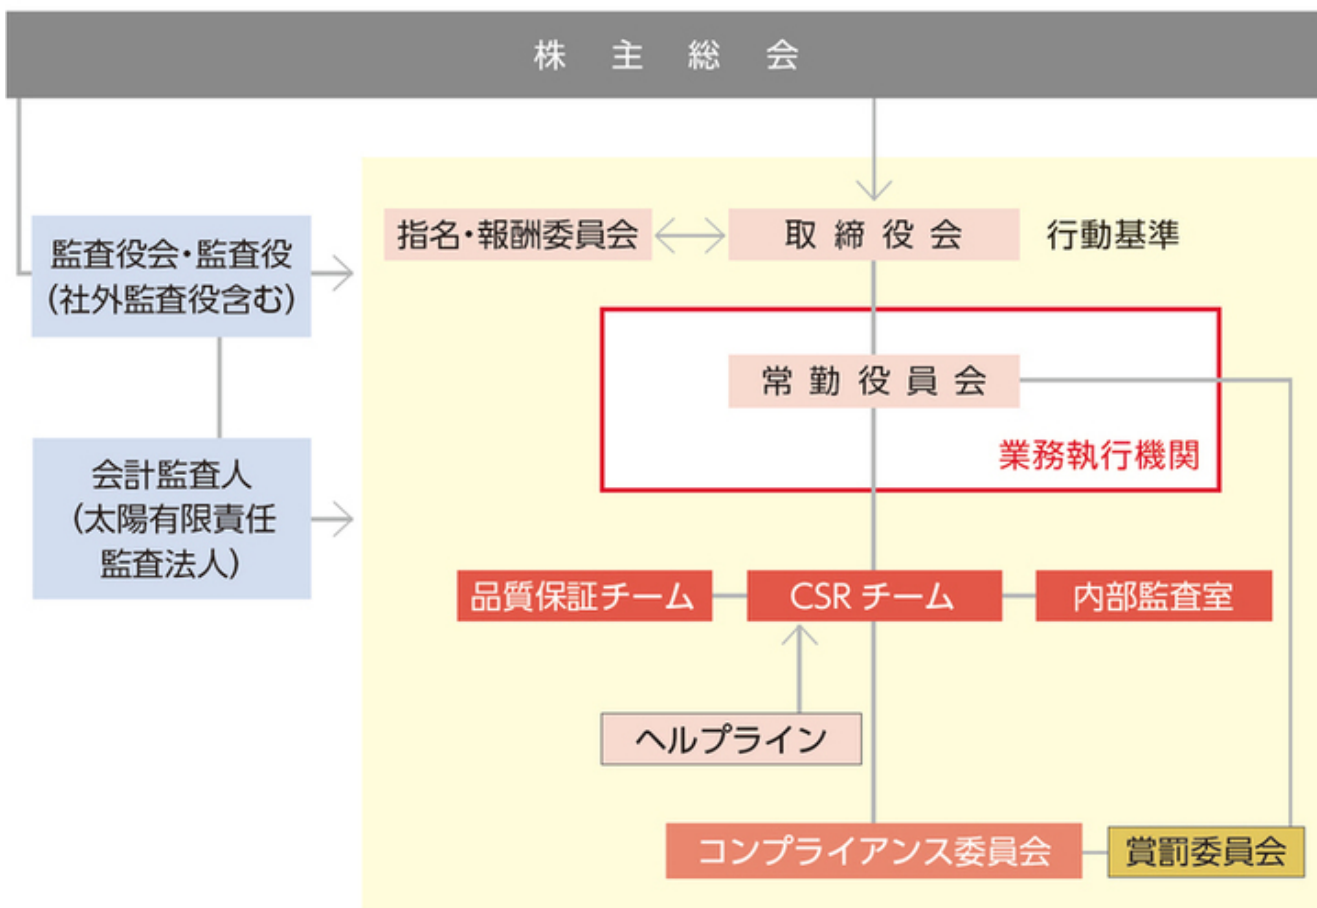 株主総会
監査役会・監査役
(社外監査役含む)
会計監査人
(太陽有限責任
監査法人)
指名・報酬委員会
取締役会
行動基準
常勤役員会
業務執行機関
品質保証チーム
CSR チーム
内部監査室
ヘルプライン
コンプライアンス委員会
賞罰委員会